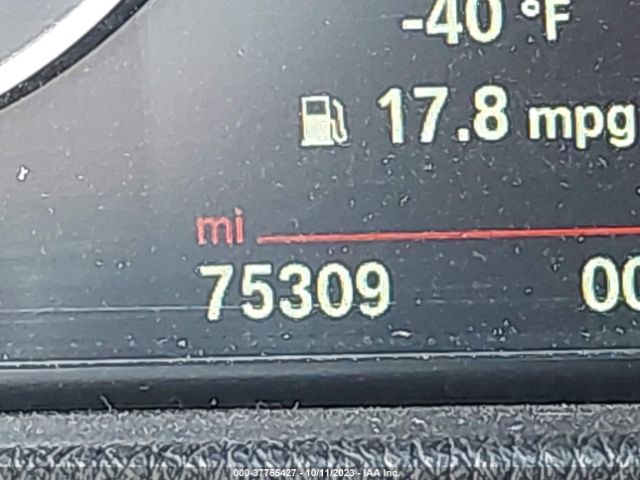 -40 °F
17.8 mpg
mi
75309 00
000-37765427 - 10/11/2023 - IAA Inc.